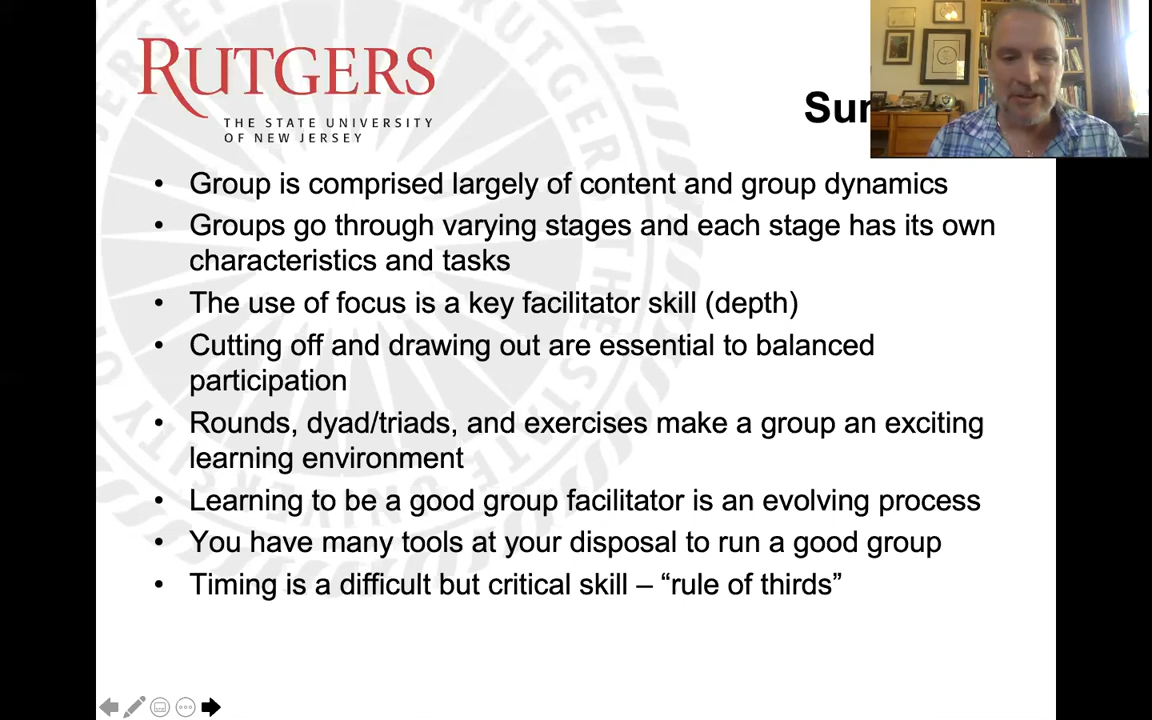 RUTGERS
THE STATE UNIVERSITY
OF NEW JERSEY
• Group is comprised largely of content and group dynamics
• Groups go through varying stages and each stage has its own
characteristics and tasks
• The use of focus is a key facilitator skill (depth)
• Cutting off and drawing out are essential to balanced
participation
• Rounds, dyad/triads, and exercises make a group an exciting
learning environment
• Learning to be a good group facilitator is an evolving process
• You have many tools at your disposal to run a good group
• Timing is a difficult but critical skill – “rule of thirds”